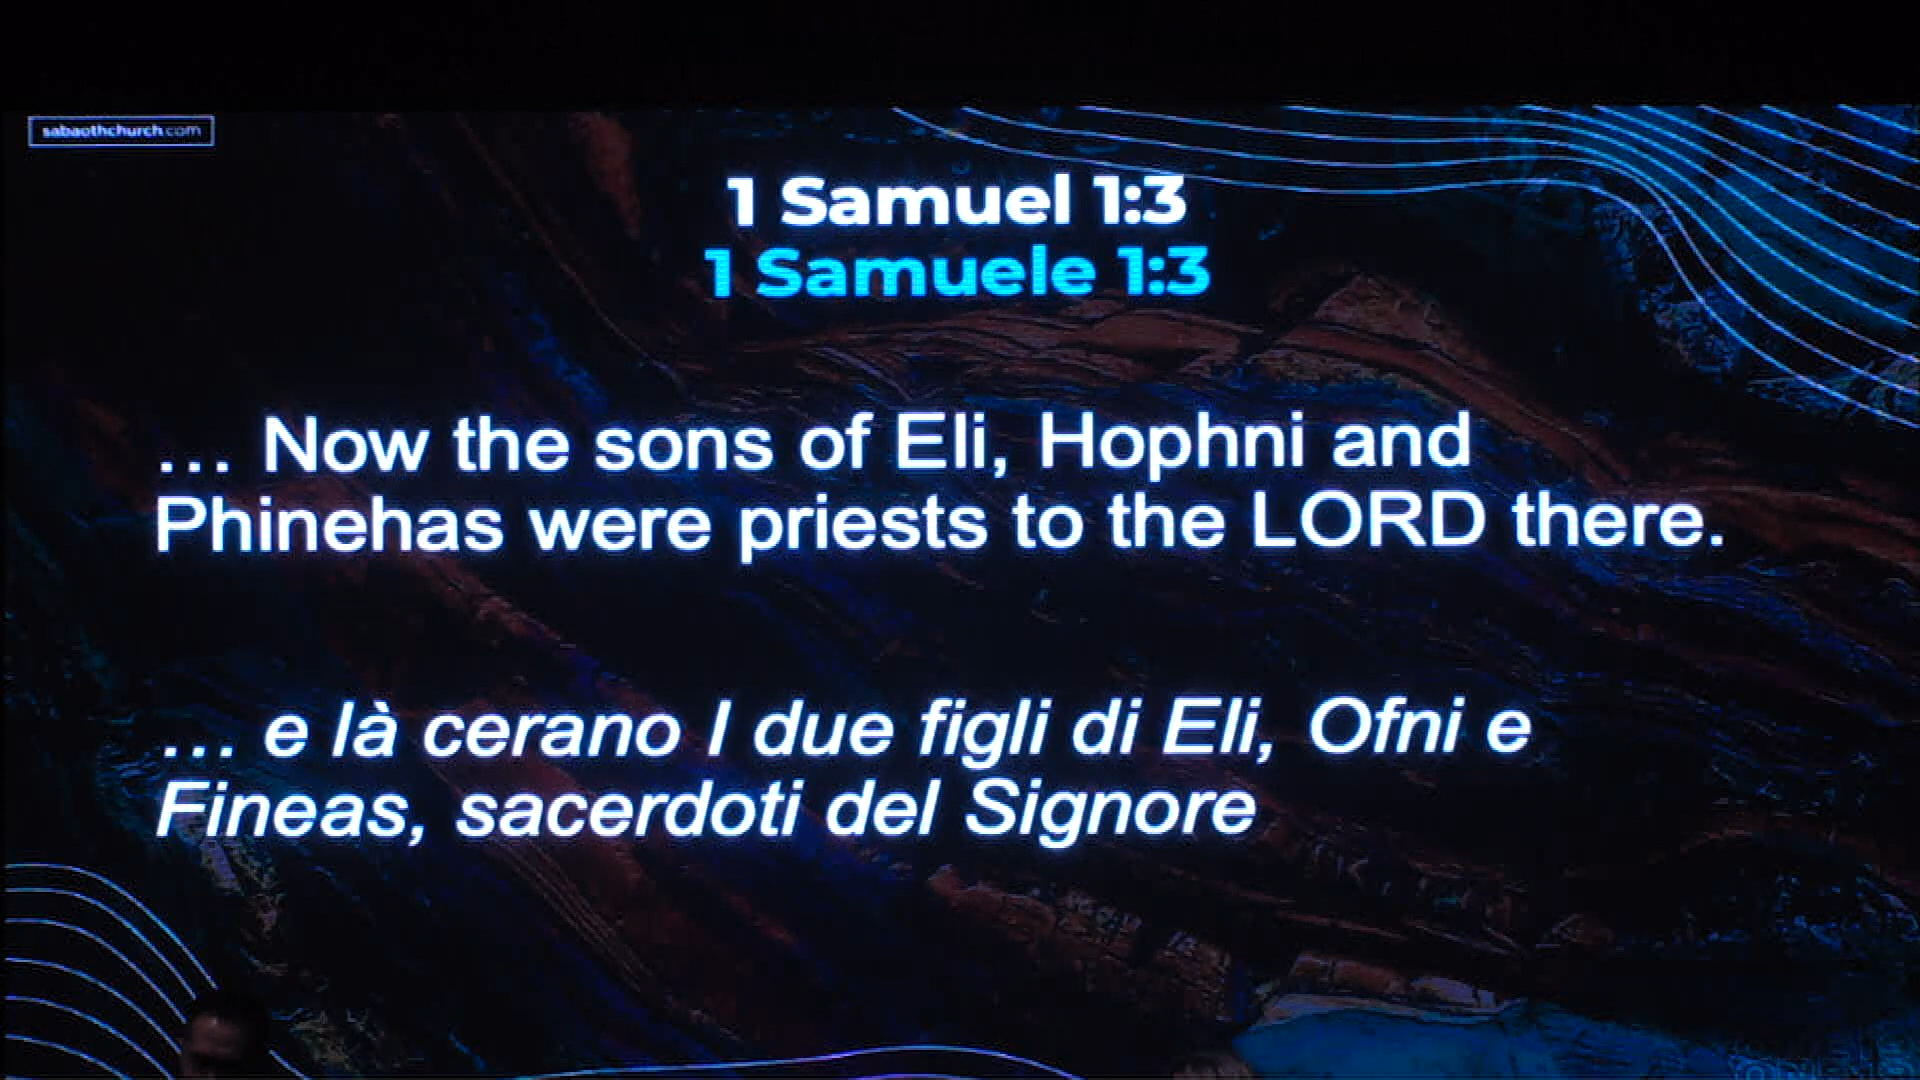 sabaothchurch.com
1 Samuel 1:3
1 Samuele 1:3
… Now the sons of Eli, Hophni and
Phinehas were priests to the LORD there.
… e là cerano I due figli di Eli, Ofni e
Fineas, sacerdoti del Signore